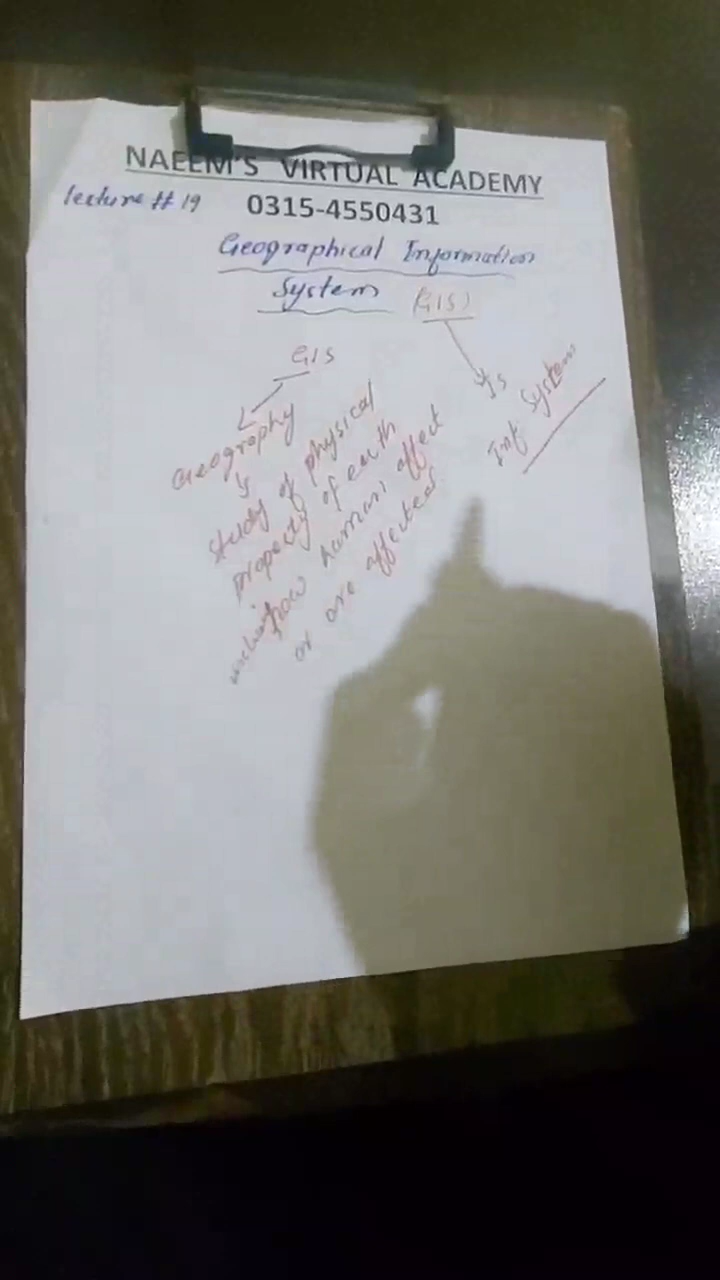 NAEEM'S VIRTUAL ACADEMY
lecture # 19 0315-4550431
Geographical Information
System (GIS)
GIS
Geography
is
study of physical
property of earth
how humans affect
or are affected
Is
Inf. System